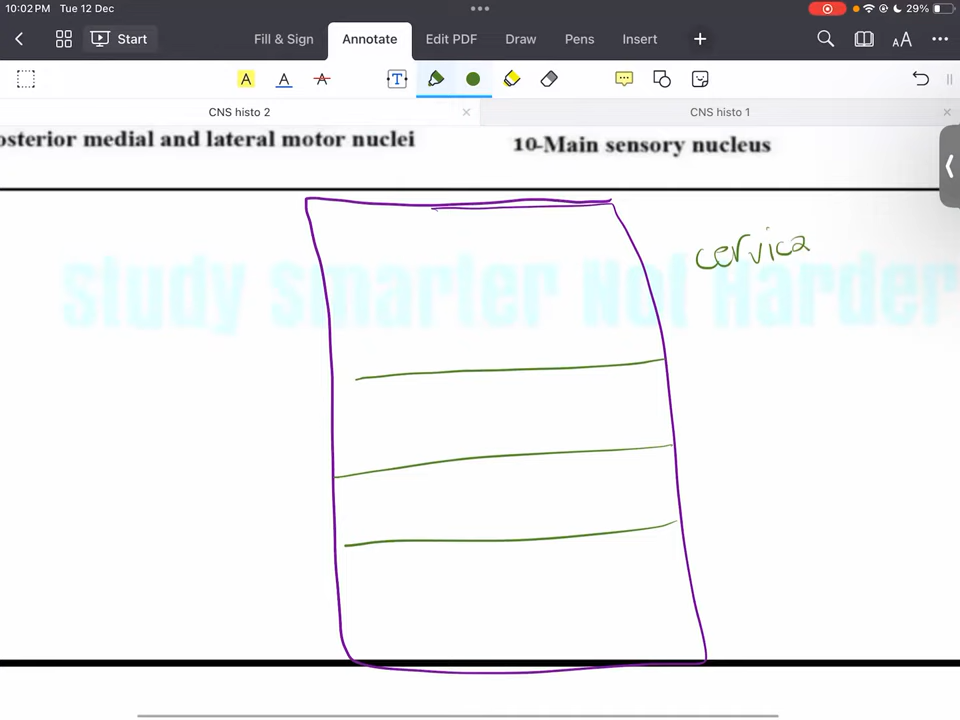 10:02 PM Tue 12 Dec
29%
Start
Fill & Sign
Annotate
Edit PDF
Draw
Pens
Insert
AA
A A A T
CNS histo 2
CNS histo 1
osterior medial and lateral motor nuclei
10-Main sensory nucleus
cervica
Study Smarter Not Harder